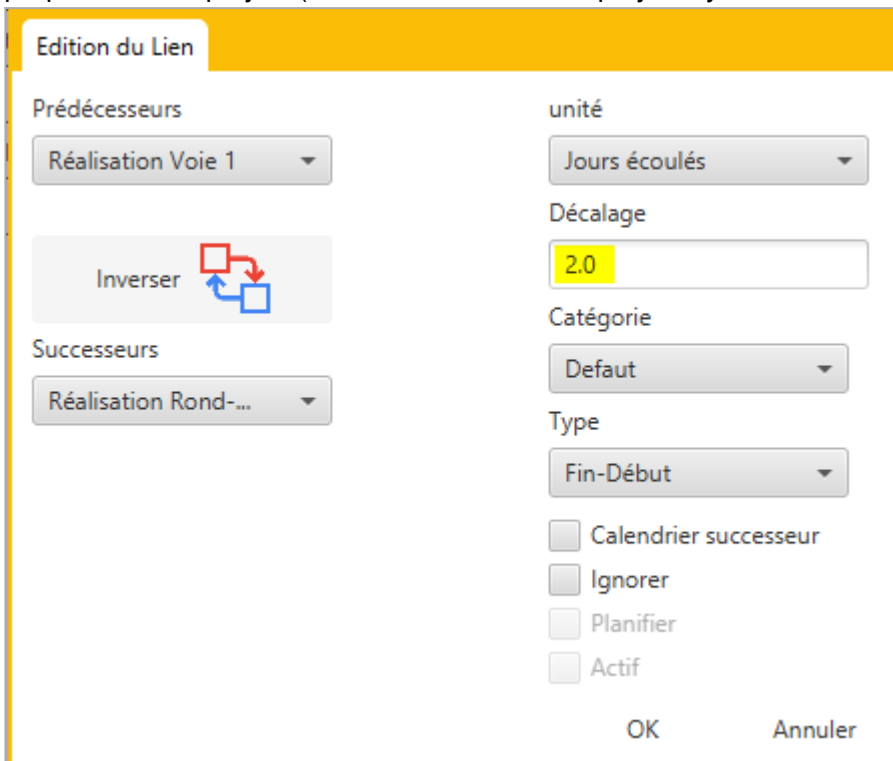 Edition du Lien
Prédécesseurs
Réalisation Voie 1
Inverser
Successeurs
Réalisation Rond-...
unité
Jours écoulés
Décalage
2.0
Catégorie
Defaut
Type
Fin-Début
Calendrier successeur
Ignorer
Planifier
Actif
OK Annuler